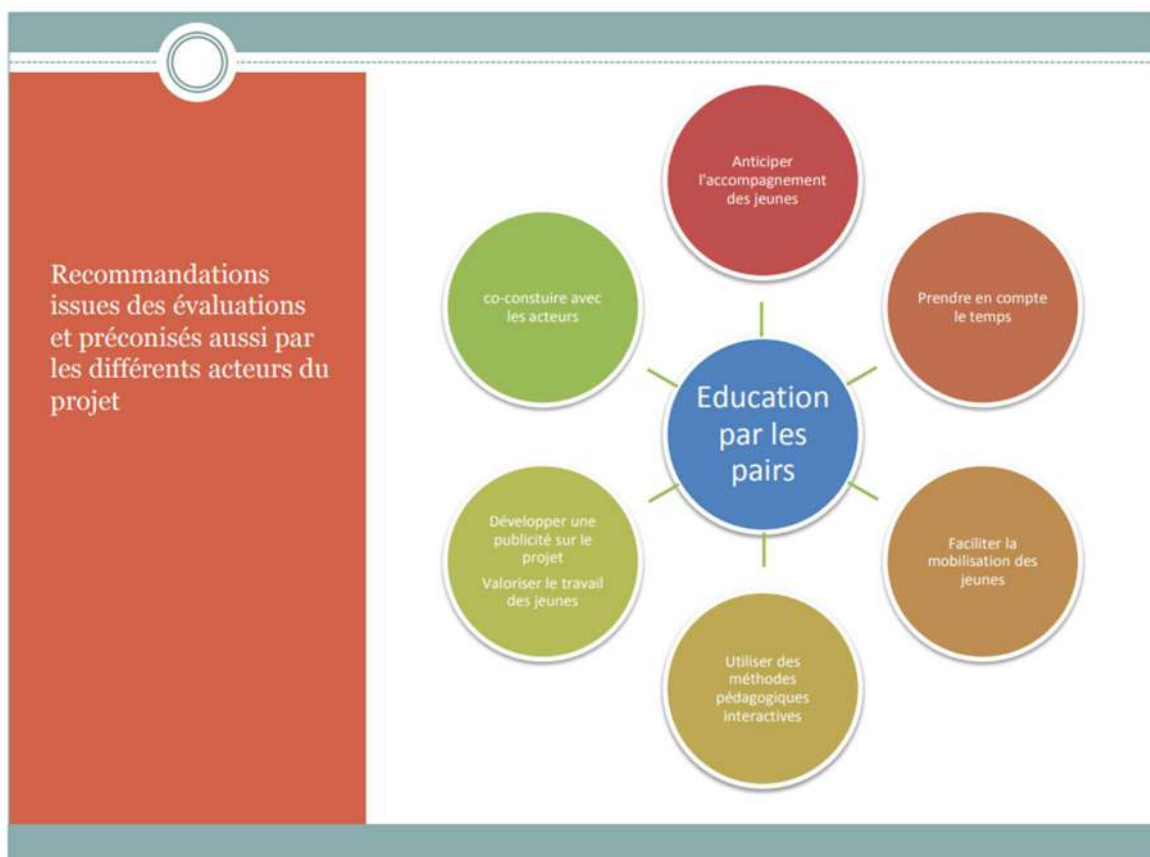 Recommandations
issues des évaluations
et préconisés aussi par
les différents acteurs du
projet
Anticiper
l'accompagnement
des jeunes
Prendre en compte
le temps
Faciliter la
mobilisation des
jeunes
Utiliser des
méthodes
pédagogiques
interactives
Développer une
publicité sur le
projet
Valoriser le travail
des jeunes
co-constuire avec
les acteurs
Education
par les
pairs